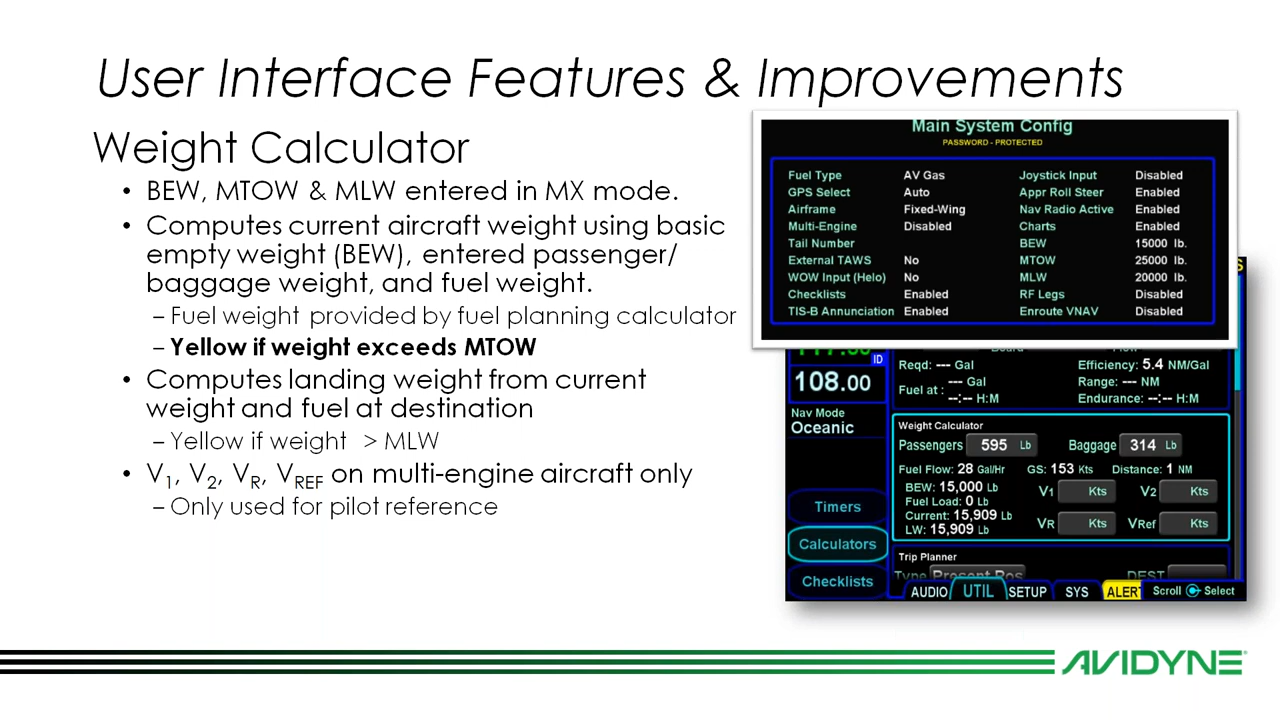 User Interface Features & Improvements
Weight Calculator
• BEW, MTOW & MLW entered in MX mode.
• Computes current aircraft weight using basic
empty weight (BEW), entered passenger/
baggage weight, and fuel weight.
– Fuel weight provided by fuel planning calculator
– Yellow if weight exceeds MTOW
• Computes landing weight from current
weight and fuel at destination
– Yellow if weight > MLW
• V1, V2, VR, VREF on multi-engine aircraft only
– Only used for pilot reference
Main System Config
PASSWORD - PROTECTED
Fuel Type AV Gas Joystick Input Disabled
GPS Select Auto Appr Roll Steer Enabled
Airframe Fixed-Wing Nav Radio Active Enabled
Multi-Engine Disabled Charts Enabled
Tail Number BEW 15000 lb.
External TAWS No MTOW 25000 lb.
WOW Input (Helo) No MLW 20000 lb.
Checklists Enabled RF Legs Disabled
TIS-B Annunciation Enabled Enroute VNAV Disabled
ID
108.00
Nav Mode
Oceanic
Timers
Calculators
Checklists
Reqd: --- Gal Efficiency: 5.4 NM/Gal
Fuel at : --- Gal Range: --- NM
--:-- H:M Endurance: --:-- H:M
Weight Calculator
Passengers 595 Lb Baggage 314 Lb
Fuel Flow: 28 Gal/Hr GS: 153 Kts Distance: 1 NM
BEW: 15,000 Lb V1 Kts V2 Kts
Fuel Load: 0 Lb
Current: 15,909 Lb
LW: 15,909 Lb VR Kts VRef Kts
Trip Planner
Type Present Pos DEST
AUDIO UTIL SETUP SYS ALERT Scroll Select
AVIDYNE